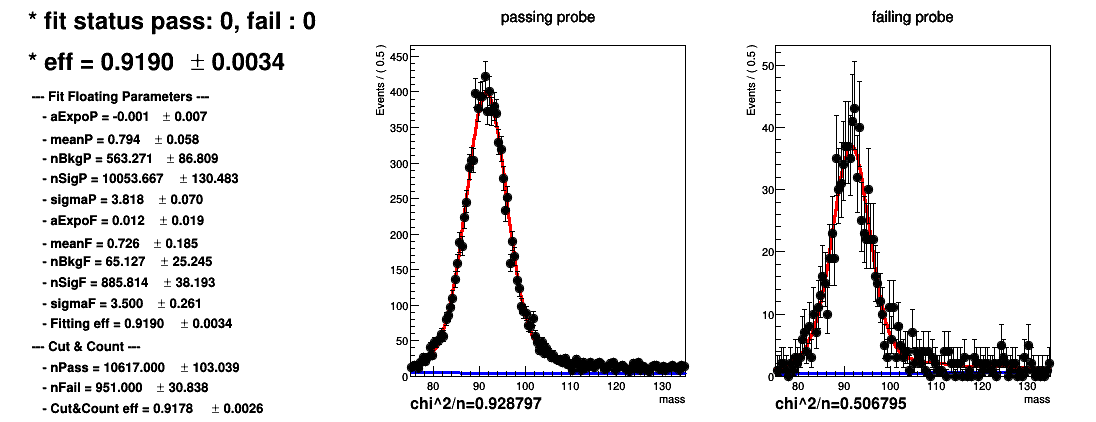 * fit status pass: 0, fail : 0
* eff = 0.9190 ± 0.0034
--- Fit Floating Parameters ---
- aExpoP = -0.001 ± 0.007
- meanP = 0.794 ± 0.058
- nBkgP = 563.271 ± 86.809
- nSigP = 10053.667 ± 130.483
- sigmaP = 3.818 ± 0.070
- aExpoF = 0.012 ± 0.019
- meanF = 0.726 ± 0.185
- nBkgF = 65.127 ± 25.245
- nSigF = 885.814 ± 38.193
- sigmaF = 3.500 ± 0.261
- Fitting eff = 0.9190 ± 0.0034
--- Cut & Count ---
- nPass = 10617.000 ± 103.039
- nFail = 951.000 ± 30.838
- Cut&Count eff = 0.9178 ± 0.0026
passing probe
Events / ( 0.5 )
450
400
350
300
250
200
150
100
50
0
80 90 100 110 120 130
mass
chi^2/n=0.928797
failing probe
Events / ( 0.5 )
50
40
30
20
10
0
80 90 100 110 120 130
mass
chi^2/n=0.506795